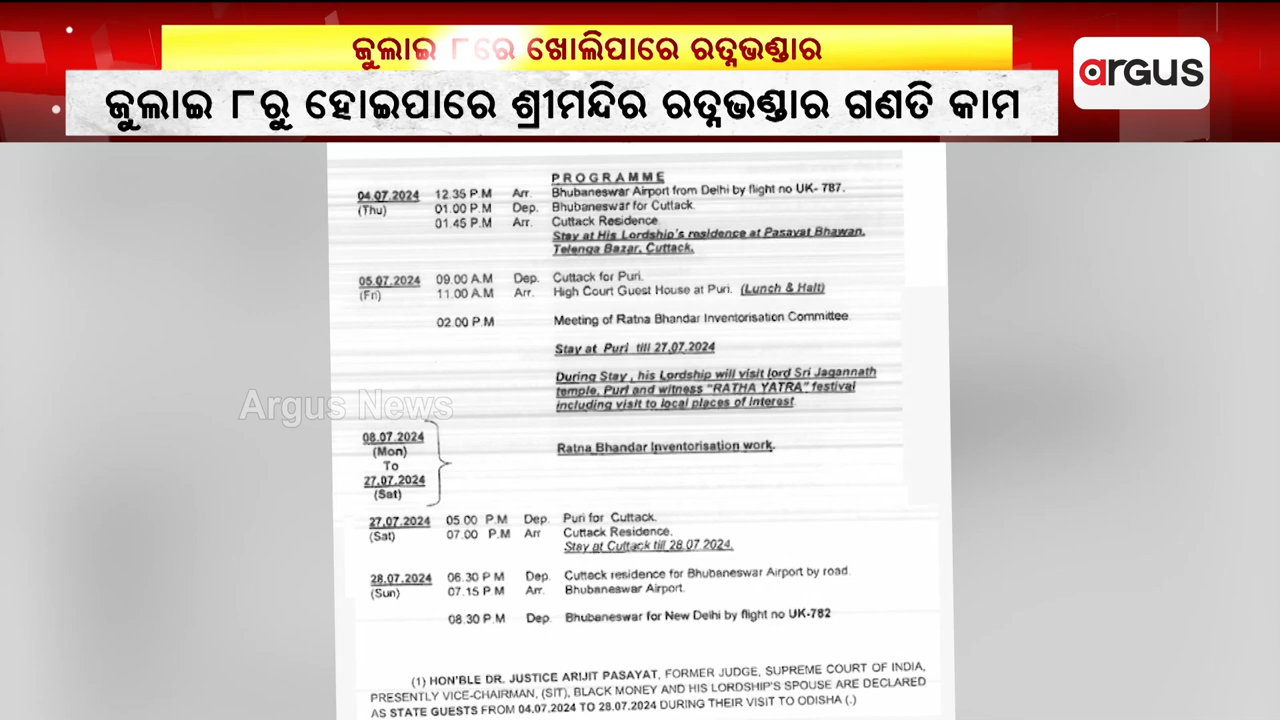 ଜୁଲାଇ ୮ରେ ଖୋଲିପାରେ ରତ୍ନଭଣ୍ଡାର
argus
ଜୁଲାଇ ୮ରୁ ହୋଇପାରେ ଶ୍ରୀମନ୍ଦିର ରତ୍ନଭଣ୍ଡାର ଗଣତି କାମ
PROGRAMME
04.07.2024 12.35 P.M Arr. Bhubaneswar Airport from Delhi by flight no UK- 787.
(Thu) 01.00 P.M Dep. Bhubaneswar for Cuttack.
01.45 P.M Arr. Cuttack Residence.
Stay at His Lordship's residence at Pasayat Bhawan,
Telenga Bazar, Cuttack.
05.07.2024 09.00 A.M Dep. Cuttack for Puri.
(Fri) 11.00 A.M Arr. High Court Guest House at Puri. (Lunch & Halt)
02.00 P.M Meeting of Ratna Bhandar Inventorisation Committee
Stay at Puri till 27.07.2024
During Stay , his Lordship will visit lord Sri Jagannath
temple, Puri and witness "RATHA YATRA" festival
including visit to local places of interest
Argus News
08.07.2024
(Mon) Ratna Bhandar Inventorisation work.
To
27.07.2024
(Sat)
27.07.2024 05.00 P.M Dep. Puri for Cuttack.
(Sat) 07.00 P.M Arr Cuttack Residence.
Stay at Cuttack till 28.07.2024.
28.07.2024 06.30 P M Dep. Cuttack residence for Bhubaneswar Airport by road.
(Sun) 07.15 P M Arr. Bhubaneswar Airport.
08.30 P.M Dep. Bhubaneswar for New Delhi by flight no UK-782
(1) HON'BLE DR. JUSTICE ARIJIT PASAYAT, FORMER JUDGE, SUPREME COURT OF INDIA,
PRESENTLY VICE-CHAIRMAN, (SIT), BLACK MONEY AND HIS LORDSHIP'S SPOUSE ARE DECLARED
AS STATE GUESTS FROM 04.07.2024 TO 28.07.2024 DURING THEIR VISIT TO ODISHA (.)